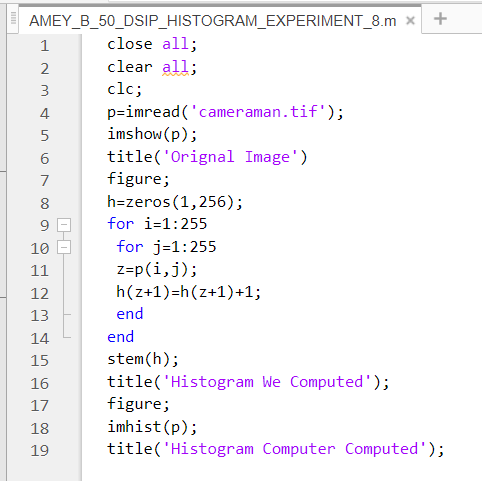 AMEY_B_50_DSIP_HISTOGRAM_EXPERIMENT_8.m × +
1 close all;
2 clear all;
3 clc;
4 p=imread('cameraman.tif');
5 imshow(p);
6 title('Orignal Image')
7 figure;
8 h=zeros(1,256);
9 for i=1:255
10 for j=1:255
11 z=p(i,j);
12 h(z+1)=h(z+1)+1;
13 end
14 end
15 stem(h);
16 title('Histogram We Computed');
17 figure;
18 imhist(p);
19 title('Histogram Computer Computed');